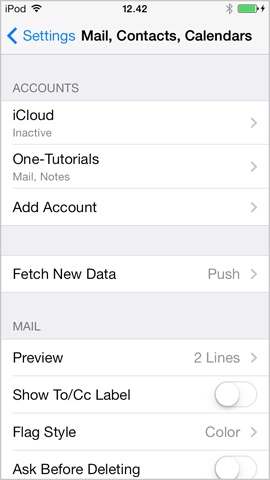 iPod 12.42
Settings Mail, Contacts, Calendars
ACCOUNTS
iCloud
Inactive
One-Tutorials
Mail, Notes
Add Account
Fetch New Data Push
MAIL
Preview 2 Lines
Show To/Cc Label
Flag Style Color
Ask Before Deleting